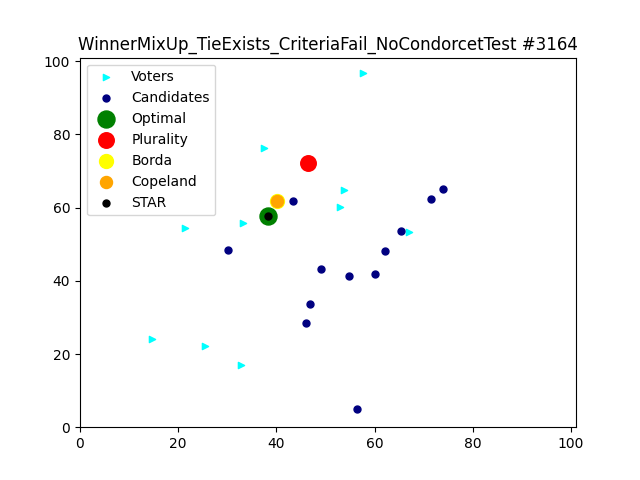 WinnerMixUp_TieExists_CriteriaFail_NoCondorcetTest #3164
100
80
60
40
20
0
Voters
Candidates
Optimal
Plurality
Borda
Copeland
STAR
0 20 40 60 80 100